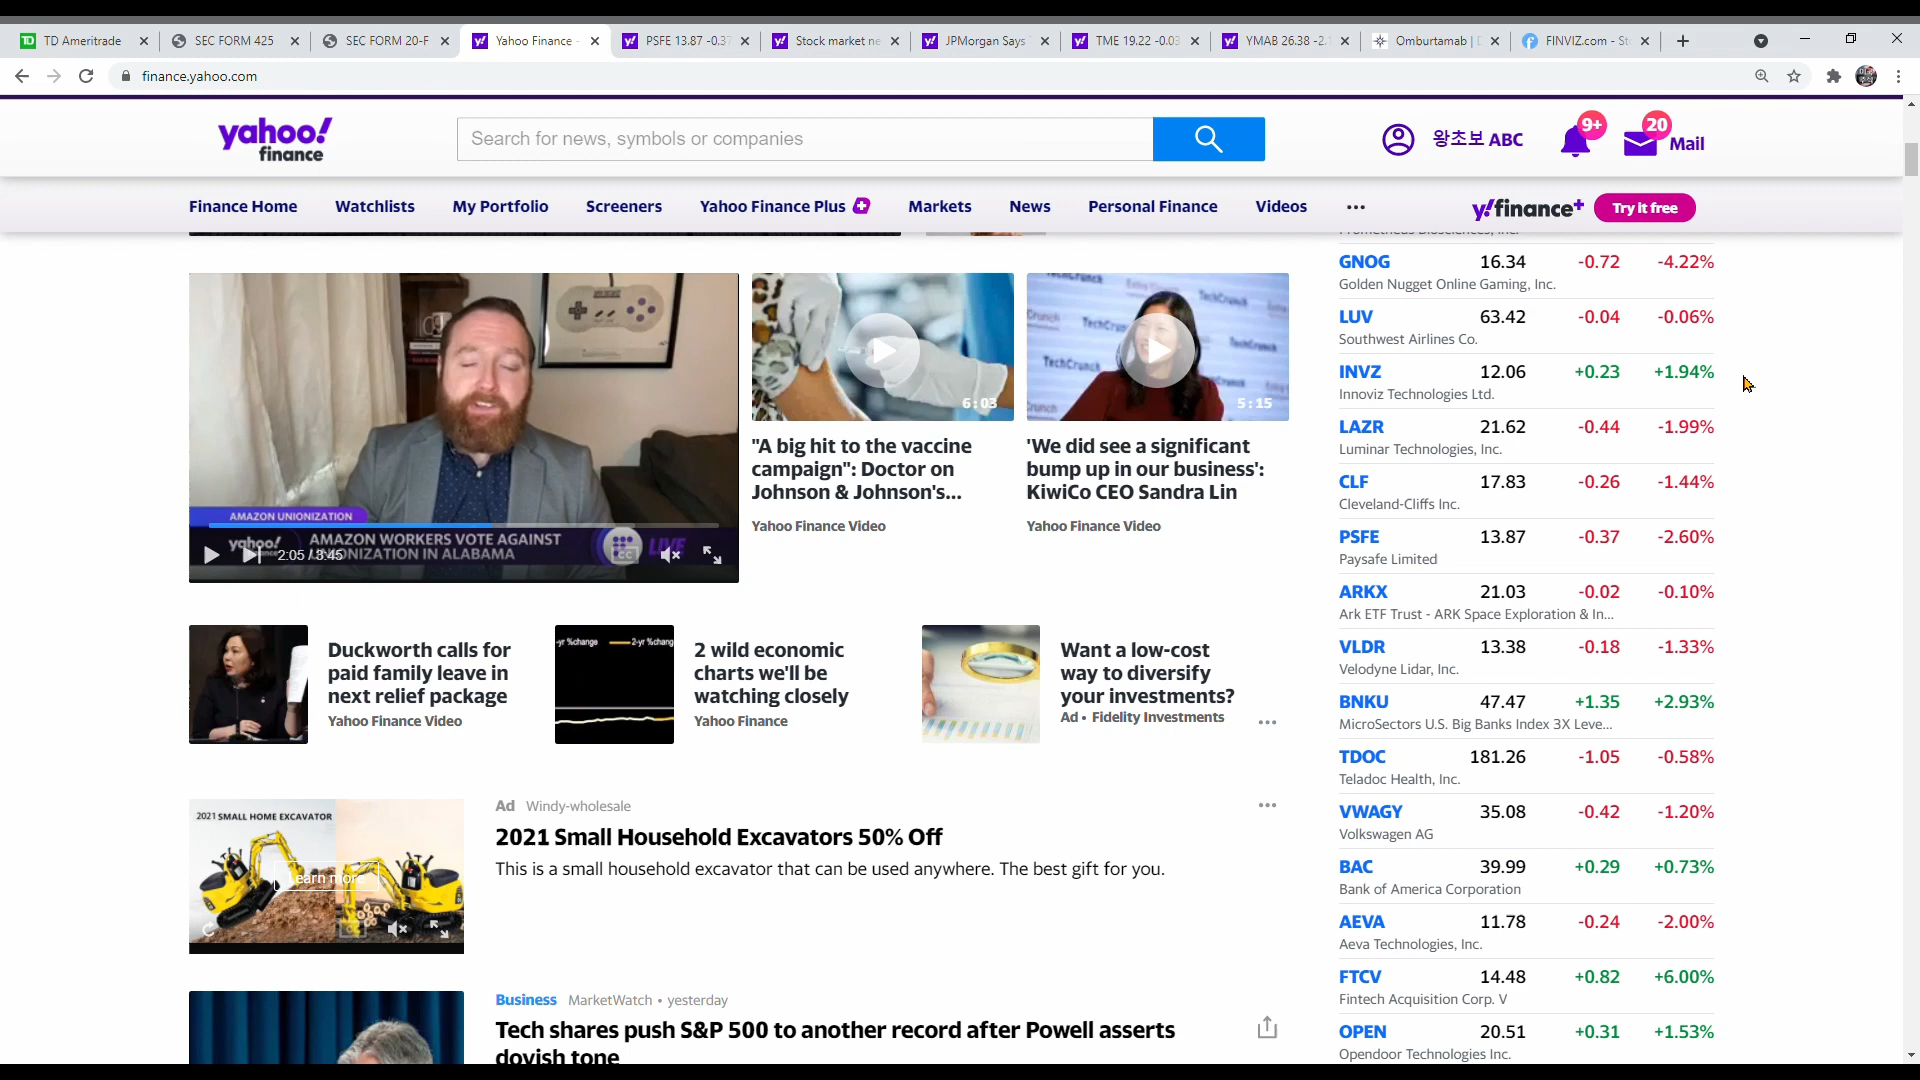 TD Ameritrade
SEC FORM 425
SEC FORM 20-F
Yahoo Finance -
PSFE 13.87 -0.37
Stock market ne
JPMorgan Says
TME 19.22 -0.03
YMAB 26.38 -2.
Omburtamab |
FINVIZ.com - St
finance.yahoo.com
yahoo!
finance
Search for news, symbols or companies
왕초보 ABC
9+
20
Mail
Finance Home
Watchlists
My Portfolio
Screeners
Yahoo Finance Plus
Markets
News
Personal Finance
Videos
y!finance+
Try it free
AMAZON UNIONIZATION
AMAZON WORKERS VOTE AGAINST
UNIONIZATION IN ALABAMA
yahoo!
LIVE
2:05 / 3:45
6:03
"A big hit to the vaccine
campaign": Doctor on
Johnson & Johnson's...
Yahoo Finance Video
TechCrunch
5:15
'We did see a significant
bump up in our business':
KiwiCo CEO Sandra Lin
Yahoo Finance Video
Duckworth calls for
paid family leave in
next relief package
Yahoo Finance Video
-yr %change
2-yr %chang
2 wild economic
charts we'll be
watching closely
Yahoo Finance
Want a low-cost
way to diversify
your investments?
Ad • Fidelity Investments
2021 SMALL HOME EXCAVATOR
Learn more
Ad Windy-wholesale
2021 Small Household Excavators 50% Off
This is a small household excavator that can be used anywhere. The best gift for you.
Business MarketWatch • yesterday
Tech shares push S&P 500 to another record after Powell asserts
dovish tone
Prometheus Biosciences, Inc.
GNOG 16.34 -0.72 -4.22%
Golden Nugget Online Gaming, Inc.
LUV 63.42 -0.04 -0.06%
Southwest Airlines Co.
INVZ 12.06 +0.23 +1.94%
Innoviz Technologies Ltd.
LAZR 21.62 -0.44 -1.99%
Luminar Technologies, Inc.
CLF 17.83 -0.26 -1.44%
Cleveland-Cliffs Inc.
PSFE 13.87 -0.37 -2.60%
Paysafe Limited
ARKX 21.03 -0.02 -0.10%
Ark ETF Trust - ARK Space Exploration & In...
VLDR 13.38 -0.18 -1.33%
Velodyne Lidar, Inc.
BNKU 47.47 +1.35 +2.93%
MicroSectors U.S. Big Banks Index 3X Leve...
TDOC 181.26 -1.05 -0.58%
Teladoc Health, Inc.
VWAGY 35.08 -0.42 -1.20%
Volkswagen AG
BAC 39.99 +0.29 +0.73%
Bank of America Corporation
AEVA 11.78 -0.24 -2.00%
Aeva Technologies, Inc.
FTCV 14.48 +0.82 +6.00%
Fintech Acquisition Corp. V
OPEN 20.51 +0.31 +1.53%
Opendoor Technologies Inc.